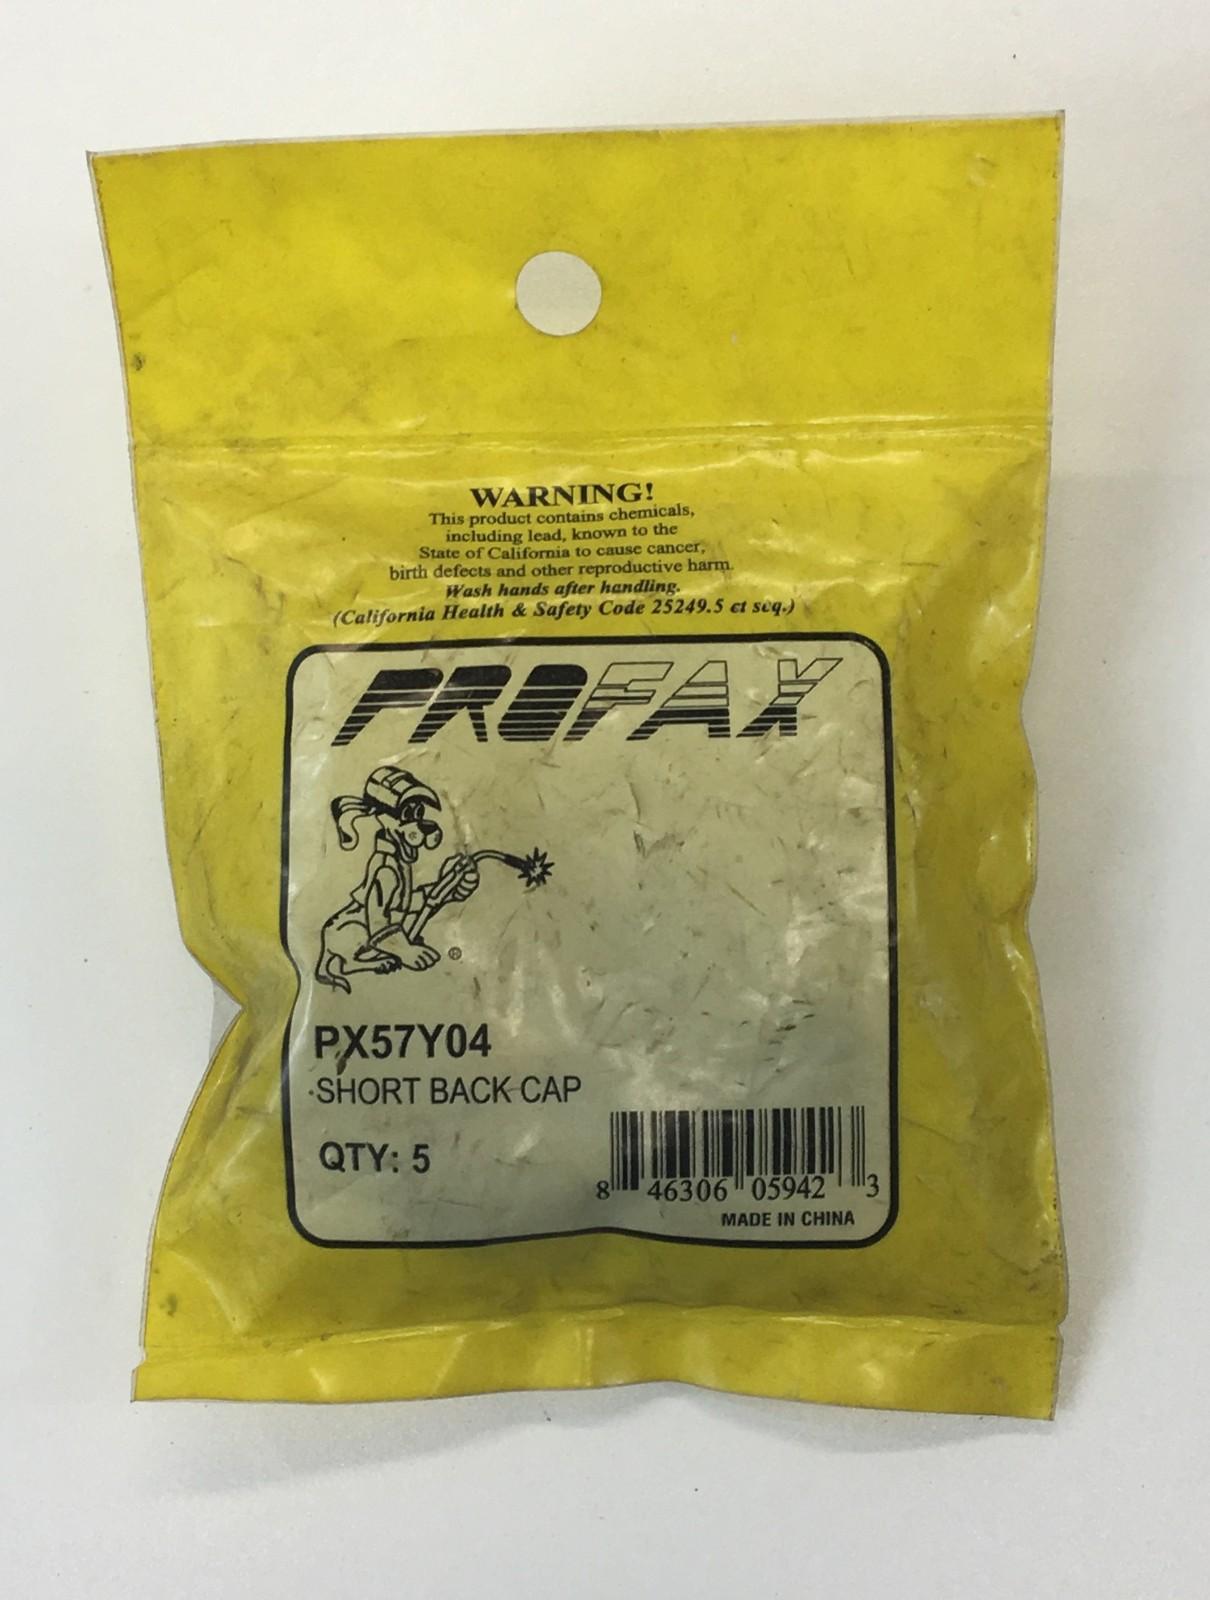 WARNING!
This product contains chemicals,
including lead, known to the
State of California to cause cancer,
birth defects and other reproductive harm.
Wash hands after handling.
(California Health & Safety Code 25249.5 et seq.)
PROFAX
®
PX57Y04
SHORT BACK CAP
QTY: 5
8 46306 05942 3
MADE IN CHINA